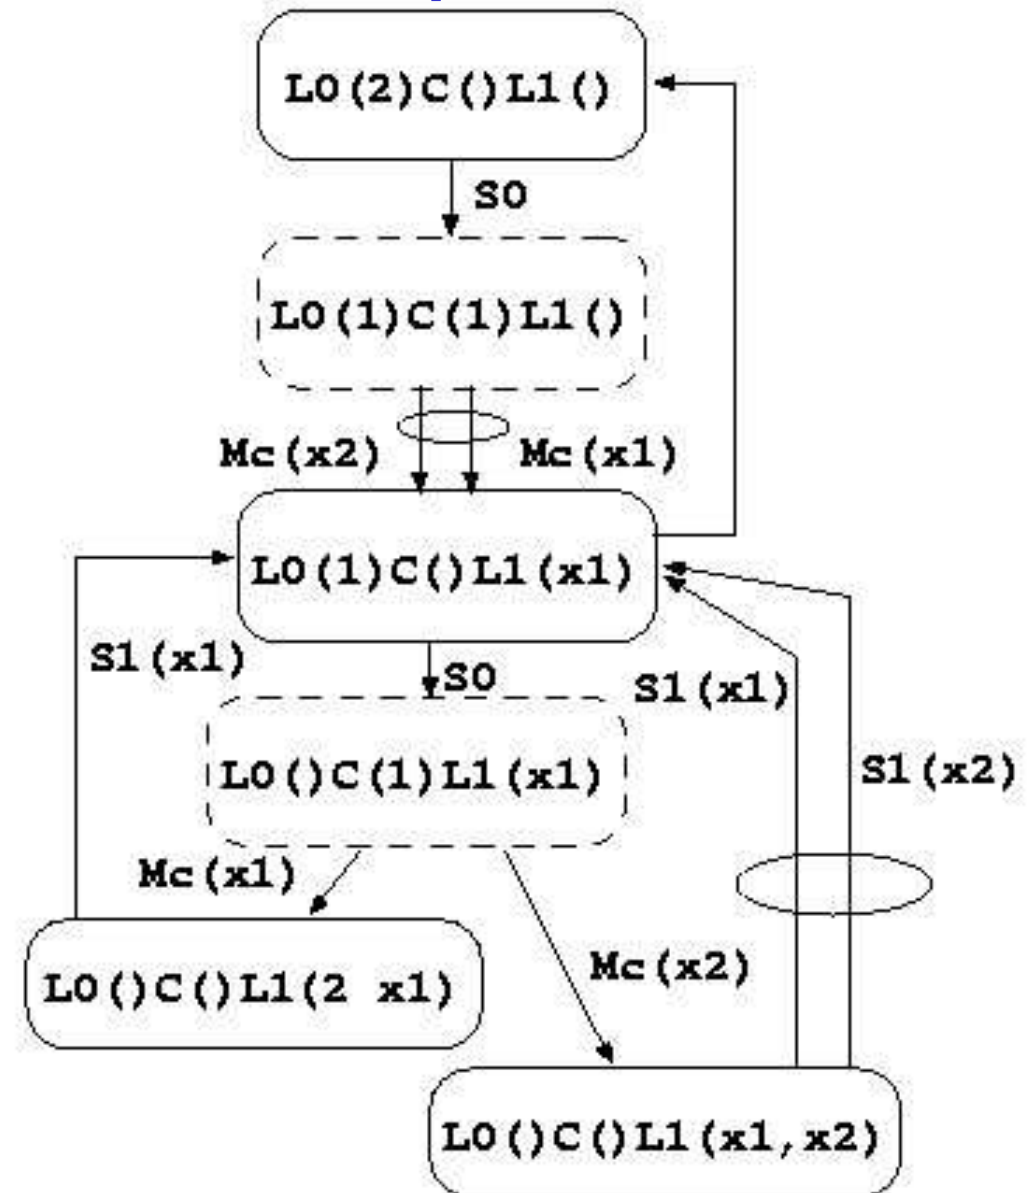 L0(2)C()L1()
S0
L0(1)C(1)L1()
Mc(x2) Mc(x1)
L0(1)C()L1(x1)
S1(x1)
S0
S1(x1)
L0()C(1)L1(x1)
S1(x2)
Mc(x1)
Mc(x2)
L0()C()L1(2 x1)
L0()C()L1(x1,x2)